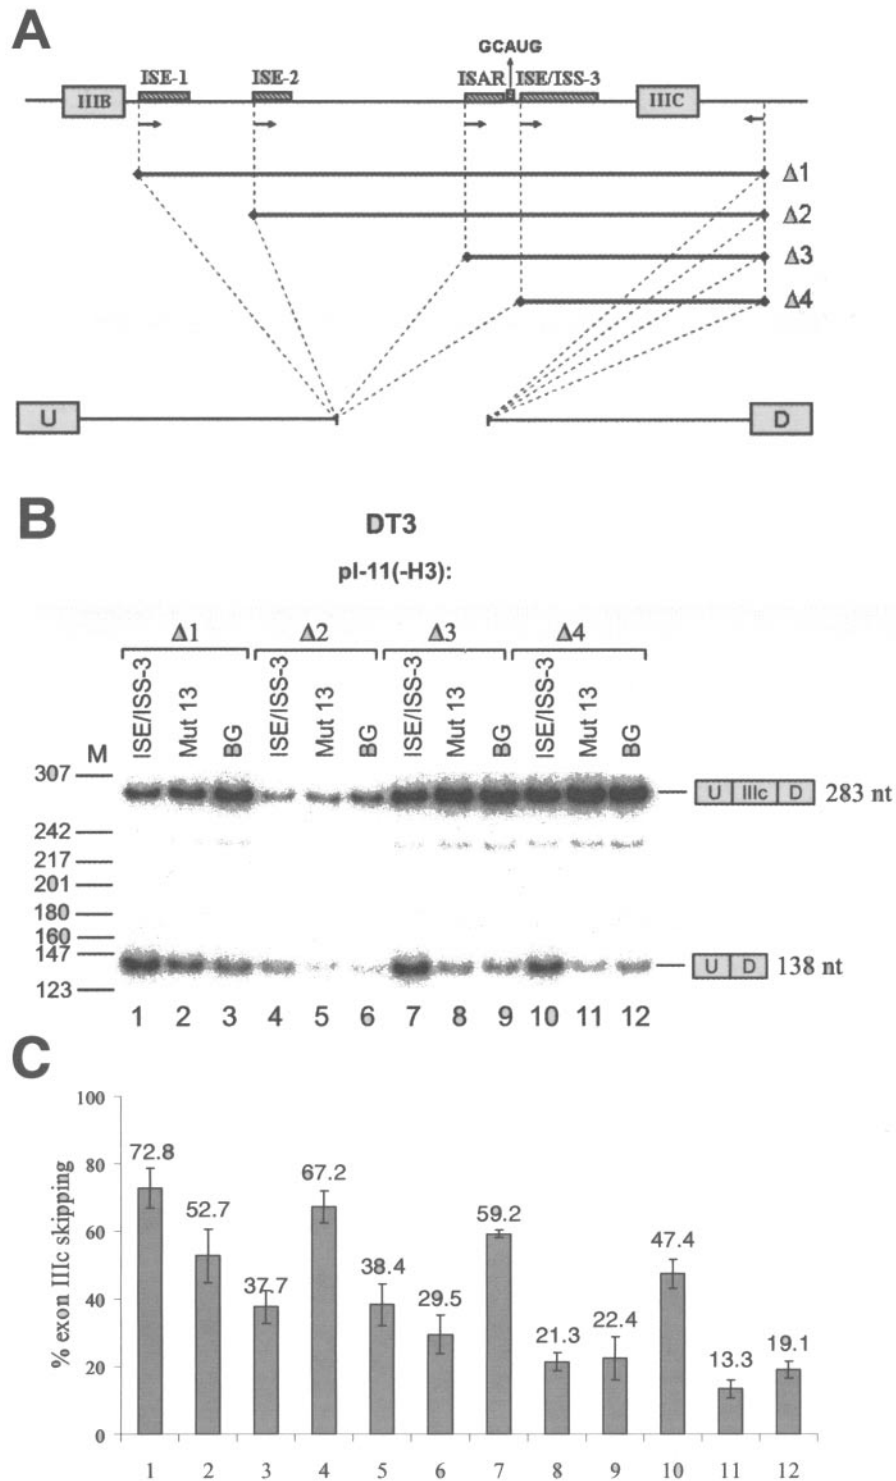 A
GCAUG
ISE-1 ISE-2 ISAR ISE/ISS-3
IIIB IIIC
Δ1
Δ2
Δ3
Δ4
U D
B
DT3
pI-11(-H3):
Δ1 Δ2 Δ3 Δ4
M ISE/ISS-3 Mut 13 BG ISE/ISS-3 Mut 13 BG ISE/ISS-3 Mut 13 BG ISE/ISS-3 Mut 13 BG
307
U IIIc D 283 nt
242
217
201
180
160
147
U D 138 nt
123
1 2 3 4 5 6 7 8 9 10 11 12
C
% exon IIIc skipping
100
80
60
40
20
0
72.8
52.7
37.7
67.2
38.4
29.5
59.2
21.3
22.4
47.4
13.3
19.1
1 2 3 4 5 6 7 8 9 10 11 12